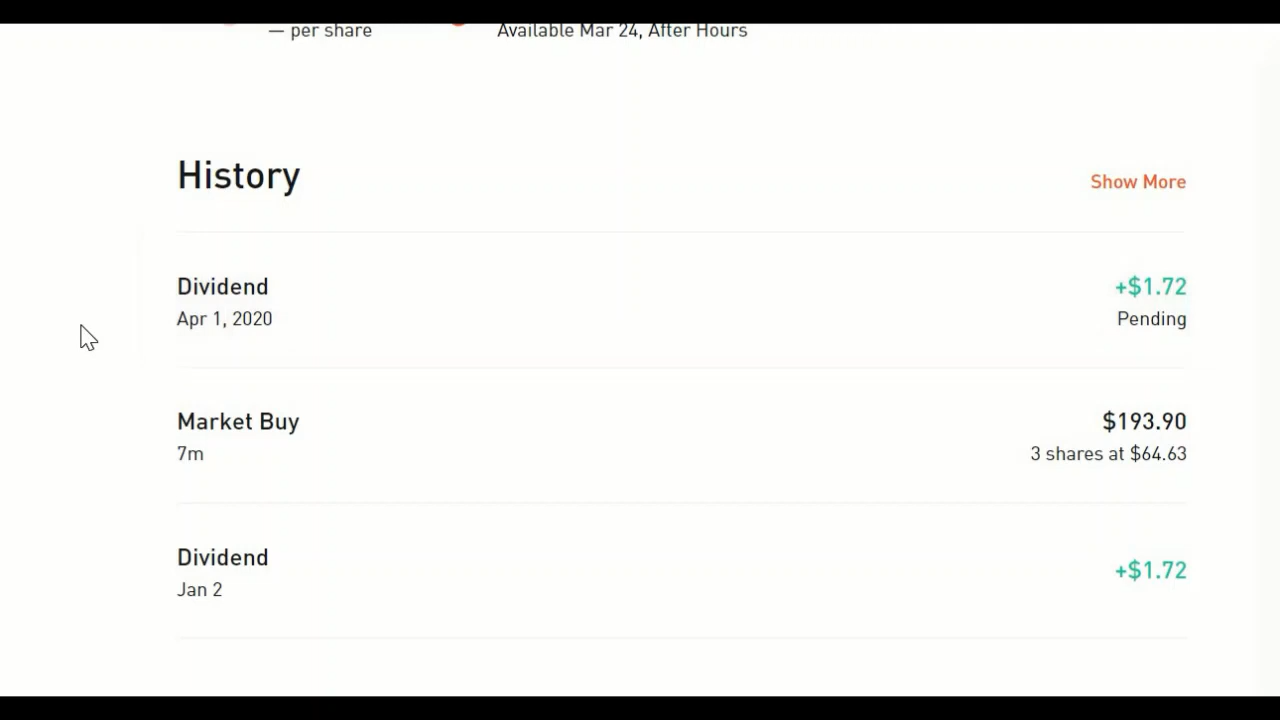 — per share
Available Mar 24, After Hours
History
Show More
Dividend
+$1.72
Apr 1, 2020
Pending
Market Buy
$193.90
7m
3 shares at $64.63
Dividend
+$1.72
Jan 2